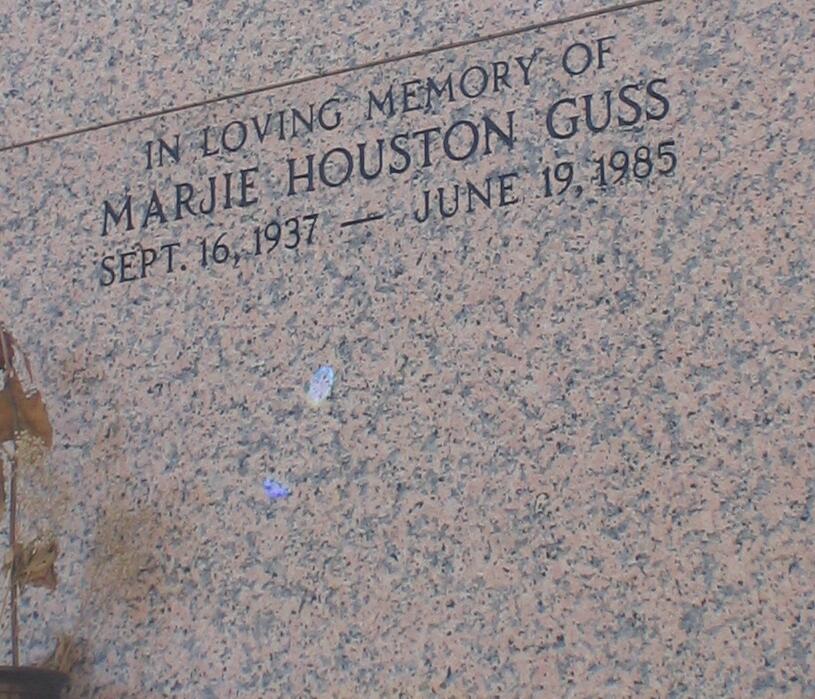 IN LOVING MEMORY OF
MARJIE HOUSTON GUSS
SEPT. 16, 1937 — JUNE 19, 1985